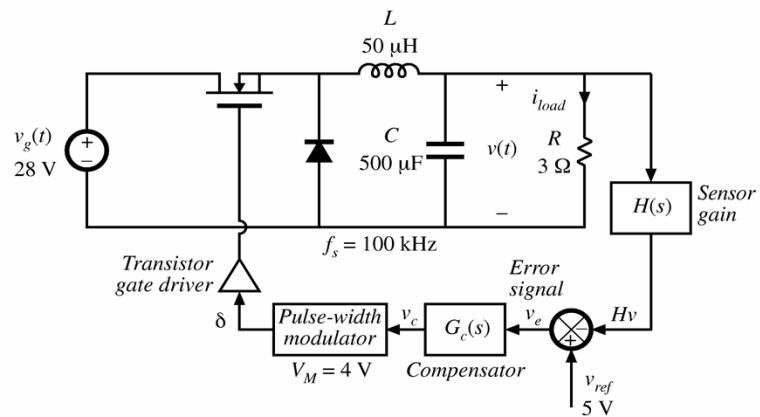 L
50 μH
v_g(t)
28 V
+
−
C
500 μF
+
v(t)
−
i_load
R
3 Ω
H(s)
Sensor
gain
f_s = 100 kHz
Transistor
gate driver
δ
Pulse-width
modulator
V_M = 4 V
v_c
G_c(s)
Compensator
Error
signal
v_e
−
+
Hv
v_ref
5 V